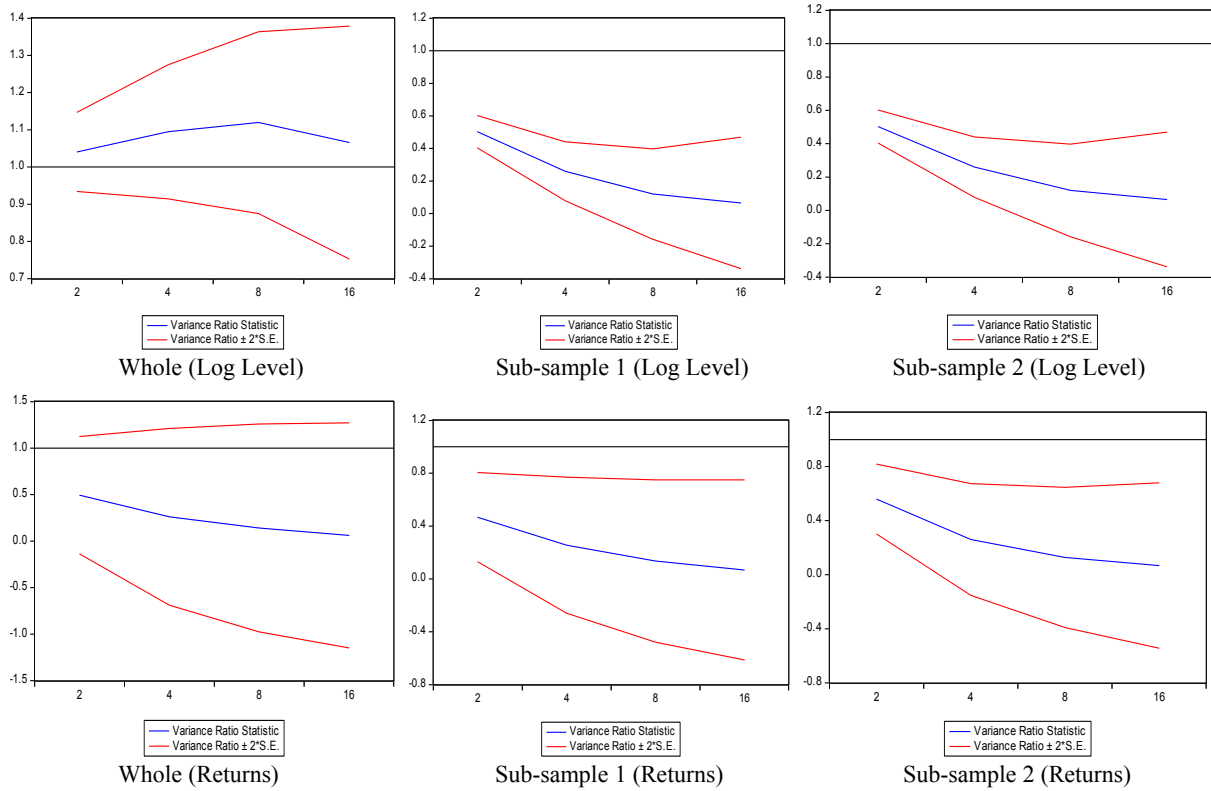 1.4
1.3
1.2
1.1
1.0
0.9
0.8
0.7
2 4 8 16
Variance Ratio Statistic
Variance Ratio ± 2*S.E.
Whole (Log Level)
1.2
1.0
0.8
0.6
0.4
0.2
0.0
-0.2
-0.4
2 4 8 16
Variance Ratio Statistic
Variance Ratio ± 2*S.E.
Sub-sample 1 (Log Level)
1.2
1.0
0.8
0.6
0.4
0.2
0.0
-0.2
-0.4
2 4 8 16
Variance Ratio Statistic
Variance Ratio ± 2*S.E.
Sub-sample 2 (Log Level)
1.5
1.0
0.5
0.0
-0.5
-1.0
-1.5
2 4 8 16
Variance Ratio Statistic
Variance Ratio ± 2*S.E.
Whole (Returns)
1.2
0.8
0.4
0.0
-0.4
-0.8
2 4 8 16
Variance Ratio Statistic
Variance Ratio ± 2*S.E.
Sub-sample 1 (Returns)
1.2
0.8
0.4
0.0
-0.4
-0.8
2 4 8 16
Variance Ratio Statistic
Variance Ratio ± 2*S.E.
Sub-sample 2 (Returns)